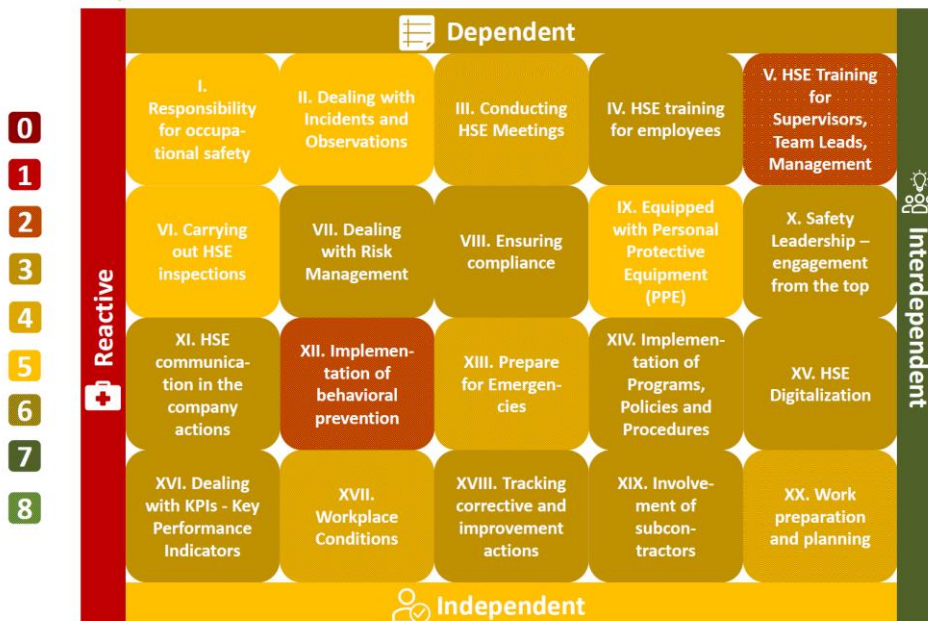 Dependent
I.
Responsibility
for occupa-
tional safety
II. Dealing with
Incidents and
Observations
III. Conducting
HSE Meetings
IV. HSE training
for employees
V. HSE Training
for
Supervisors,
Team Leads,
Management
0
1
2
3
4
5
6
7
8
Reactive
VI. Carrying
out HSE
inspections
VII. Dealing
with Risk
Management
VIII. Ensuring
compliance
IX. Equipped
with Personal
Protective
Equipment
(PPE)
X. Safety
Leadership –
engagement
from the top
Interdependent
XI. HSE
communica-
tion in the
company
actions
XII. Implemen-
tation of
behavioral
prevention
XIII. Prepare
for Emergen-
cies
XIV. Implemen-
tation of
Programs,
Policies and
Procedures
XV. HSE
Digitalization
XVI. Dealing
with KPIs - Key
Performance
Indicators
XVII.
Workplace
Conditions
XVIII. Tracking
corrective and
improvement
actions
XIX. Involve-
ment of
subcon-
tractors
XX. Work
preparation
and planning
Independent